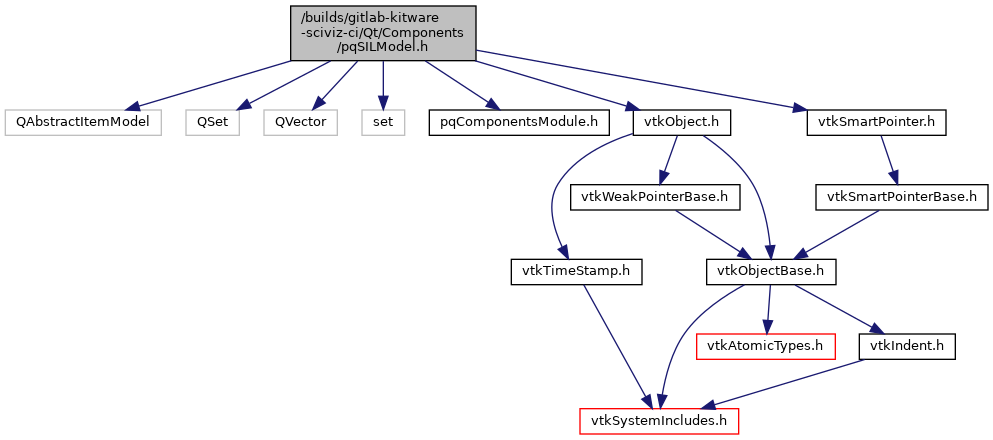 /builds/gitlab-kitware
-sciviz-ci/Qt/Components
/pqSILModel.h
QAbstractItemModel
QSet
QVector
set
pqComponentsModule.h
vtkObject.h
vtkSmartPointer.h
vtkWeakPointerBase.h
vtkSmartPointerBase.h
vtkTimeStamp.h
vtkObjectBase.h
vtkAtomicTypes.h
vtkIndent.h
vtkSystemIncludes.h